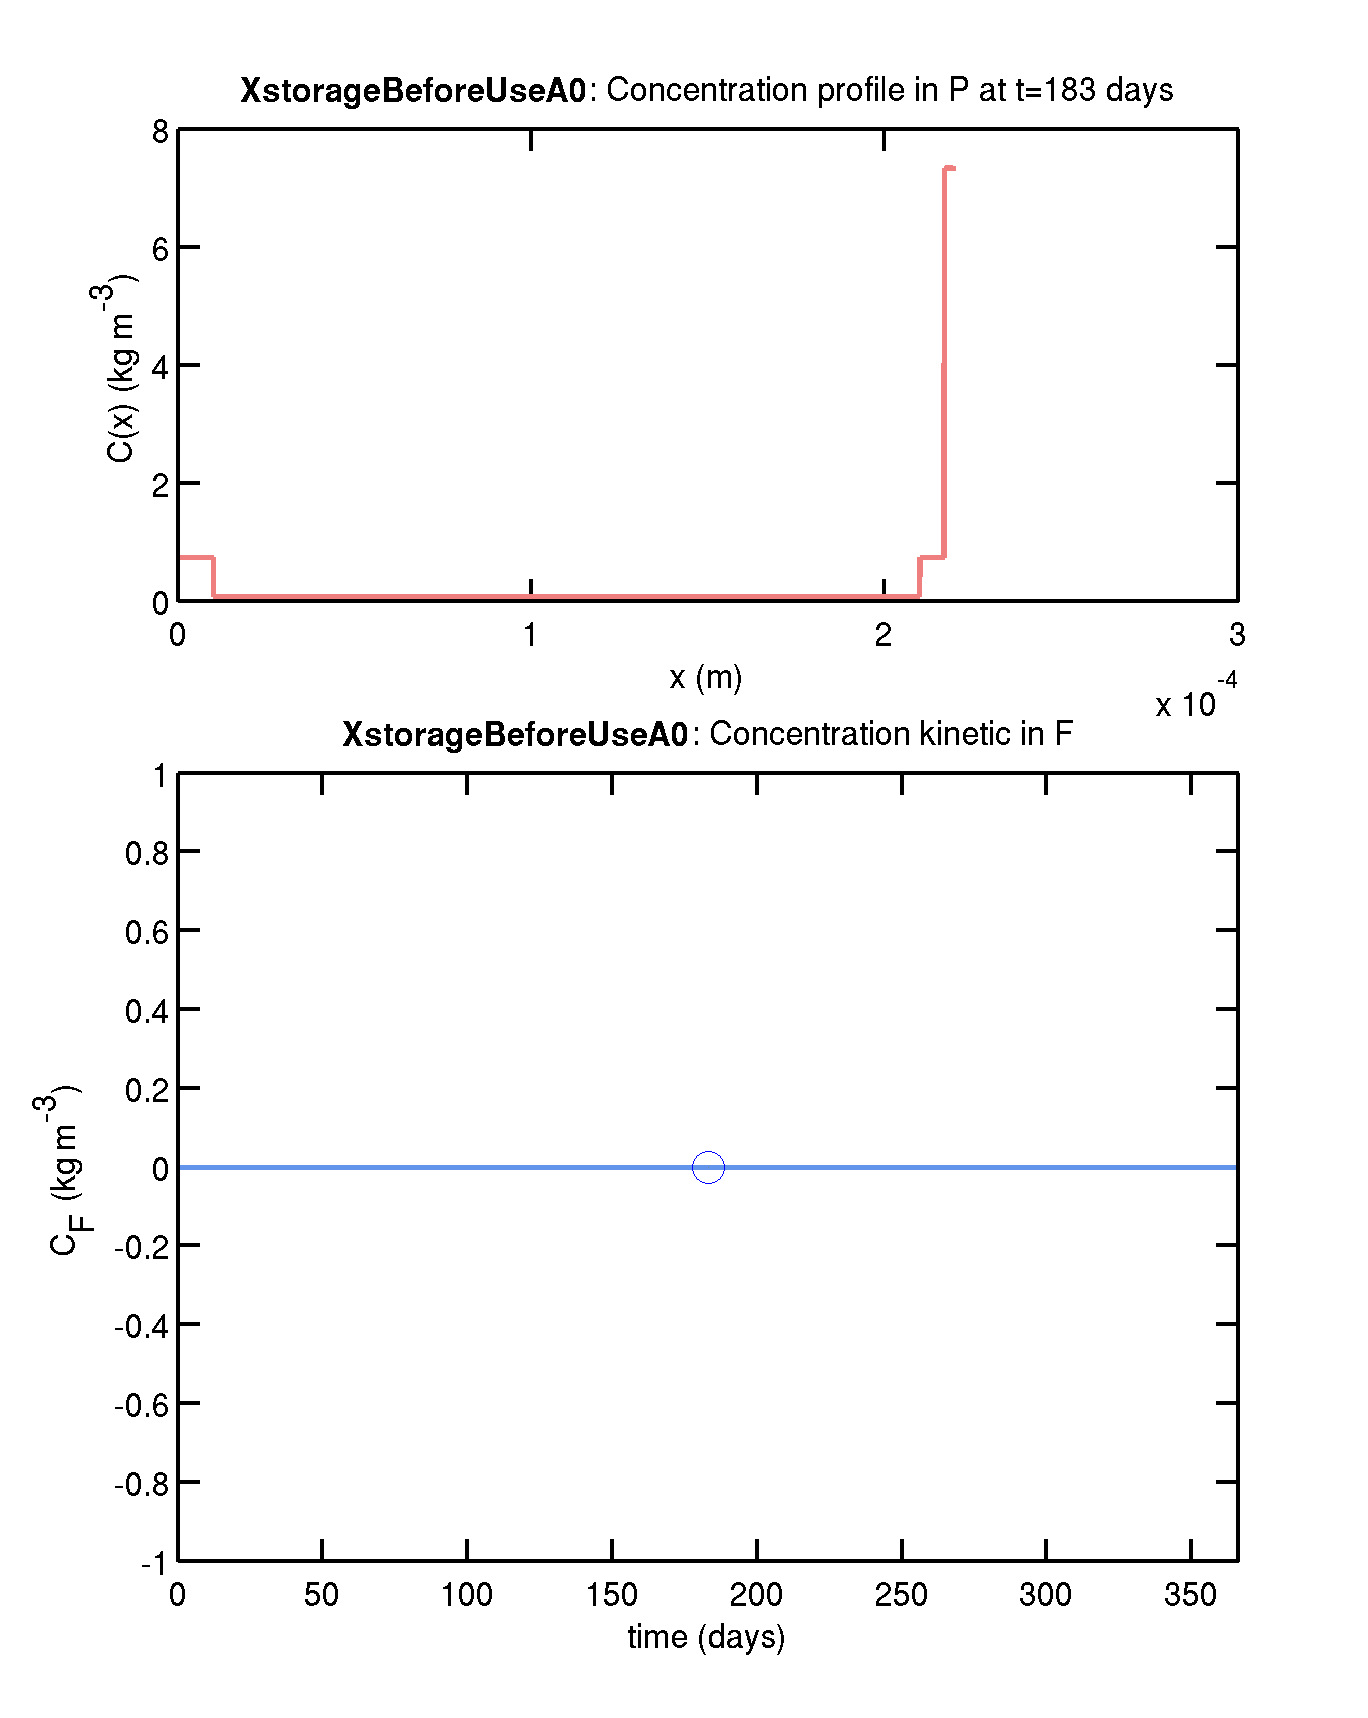 XstorageBeforeUseA0: Concentration profile in P at t=183 days
8
6
4
2
0
C(x) (kg m-3)
0 1 2 3
x (m)
x 10-4
XstorageBeforeUseA0: Concentration kinetic in F
1
0.8
0.6
0.4
0.2
0
-0.2
-0.4
-0.6
-0.8
-1
CF (kg m-3)
0 50 100 150 200 250 300 350
time (days)